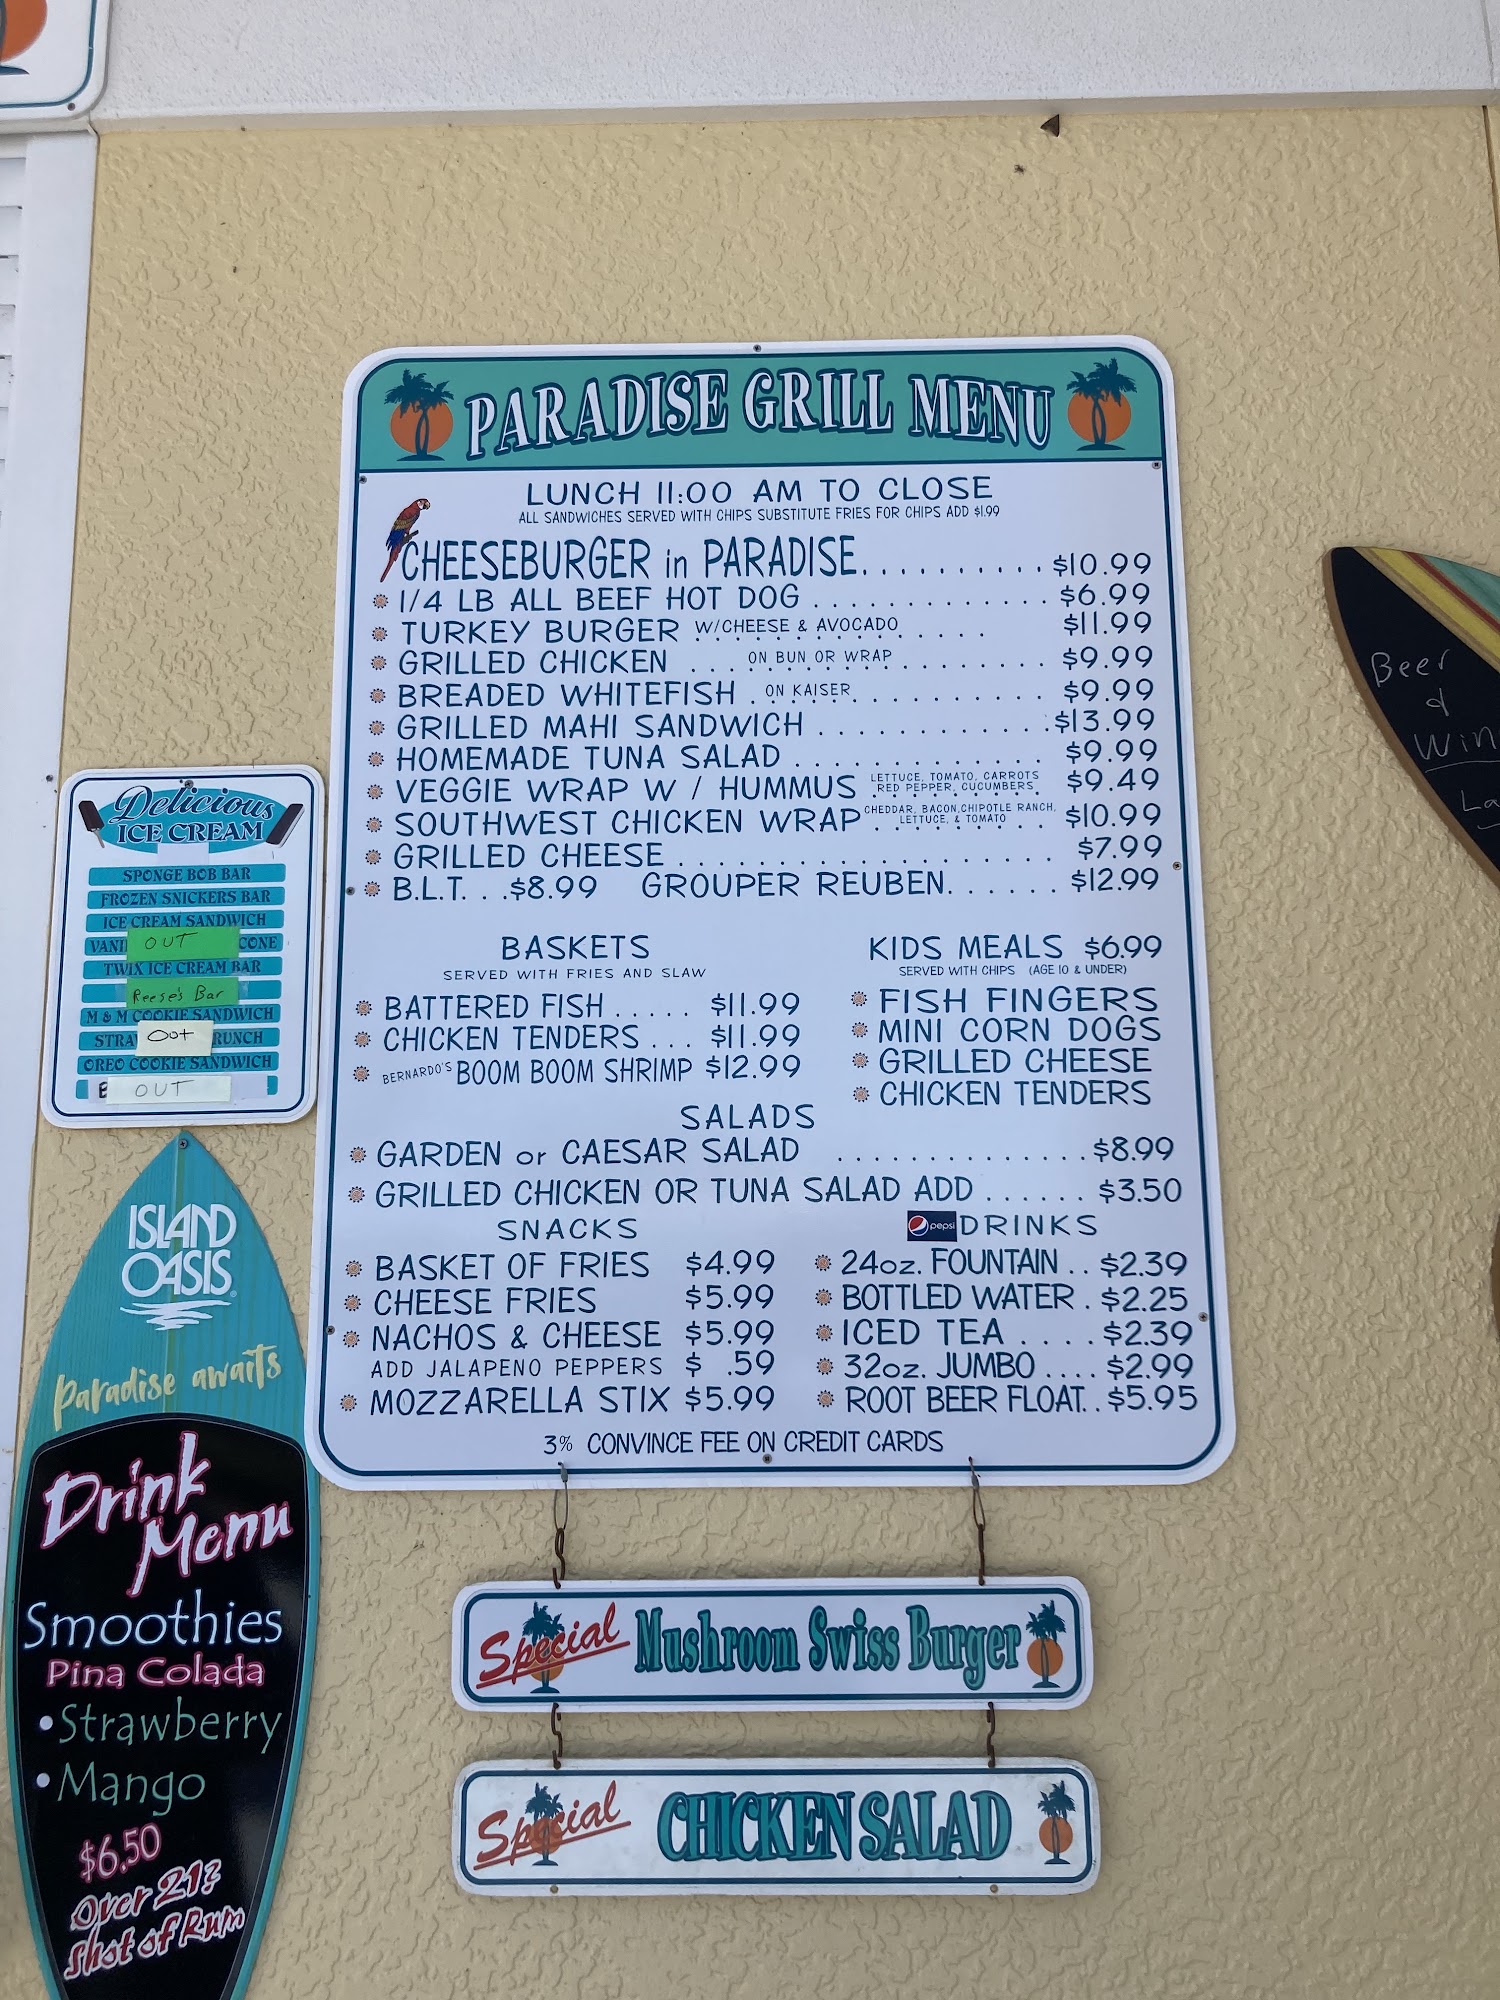 PARADISE GRILL MENU
LUNCH 11:00 AM TO CLOSE
ALL SANDWICHES SERVED WITH CHIPS SUBSTITUTE FRIES FOR CHIPS ADD $1.99
CHEESEBURGER in PARADISE. . . . . . . . . . $10.99
1/4 LB ALL BEEF HOT DOG . . . . . . . . . . . . . $6.99
TURKEY BURGER W/CHEESE & AVOCADO $11.99
GRILLED CHICKEN . . . ON BUN OR WRAP . . . . . . . . $9.99
BREADED WHITEFISH . ON KAISER . . . . . . . . . . $9.99
GRILLED MAHI SANDWICH . . . . . . . . . . . . $13.99
HOMEMADE TUNA SALAD . . . . . . . . . . . . . $9.99
VEGGIE WRAP W / HUMMUS LETTUCE, TOMATO, CARROTS RED PEPPER, CUCUMBERS $9.49
SOUTHWEST CHICKEN WRAP CHEDDAR, BACON, CHIPOTLE RANCH, LETTUCE, & TOMATO $10.99
GRILLED CHEESE . . . . . . . . . . . . . . . . . . . $7.99
B.L.T. . .$8.99 GROUPER REUBEN. . . . . . $12.99
BASKETS
SERVED WITH FRIES AND SLAW
BATTERED FISH . . . . . $11.99
CHICKEN TENDERS . . . $11.99
BERNARDO'S BOOM BOOM SHRIMP $12.99
KIDS MEALS $6.99
SERVED WITH CHIPS (AGE 10 & UNDER)
FISH FINGERS
MINI CORN DOGS
GRILLED CHEESE
CHICKEN TENDERS
SALADS
GARDEN or CAESAR SALAD . . . . . . . . . . . . . $8.99
GRILLED CHICKEN OR TUNA SALAD ADD . . . . . . $3.50
SNACKS
BASKET OF FRIES $4.99
CHEESE FRIES $5.99
NACHOS & CHEESE $5.99
ADD JALAPENO PEPPERS $ .59
MOZZARELLA STIX $5.99
pepsi DRINKS
24oz. FOUNTAIN . . $2.39
BOTTLED WATER . $2.25
ICED TEA . . . . $2.39
32oz. JUMBO . . . . $2.99
ROOT BEER FLOAT. . $5.95
3% CONVINCE FEE ON CREDIT CARDS
Special Mushroom Swiss Burger
Special CHICKEN SALAD
Delicious
ICE CREAM
SPONGE BOB BAR
FROZEN SNICKERS BAR
ICE CREAM SANDWICH
VANI OUT CONE
TWIX ICE CREAM BAR
Reese's Bar
M & M COOKIE SANDWICH
STRA Out RUNCH
OREO COOKIE SANDWICH
OUT
ISLAND
OASIS
paradise awaits
Drink
Menu
Smoothies
Pina Colada
• Strawberry
• Mango
$6.50
Over 21?
Shot of Rum
Beer
&
Win
La